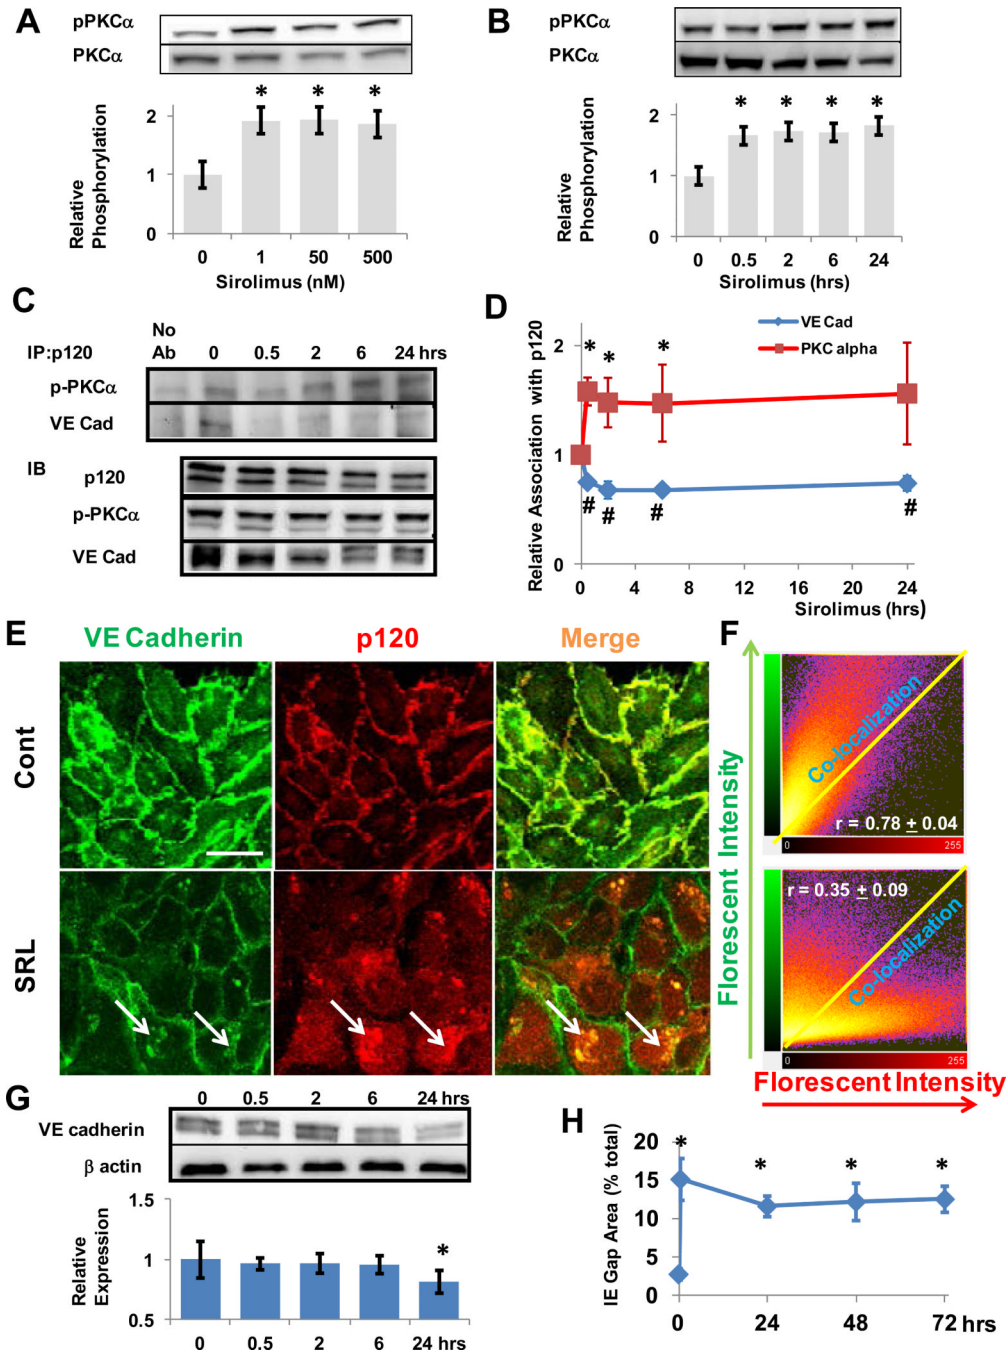 A
pPKCα
PKCα
Relative Phosphorylation
2
1
0
* * *
0 1 50 500
Sirolimus (nM)
B
pPKCα
PKCα
Relative Phosphorylation
2
1
0
* * * *
0 0.5 2 6 24
Sirolimus (hrs)
C
No
Ab
IP:p120 0 0.5 2 6 24 hrs
p-PKCα
VE Cad
IB
p120
p-PKCα
VE Cad
D
VE Cad
PKC alpha
Relative Association with p120
2
1
0
* * *
# # # #
0 4 8 12 16 20 24
Sirolimus (hrs)
E
VE Cadherin p120 Merge
Cont
SRL
F
Florescent Intensity
Co-localization
r = 0.78 ± 0.04
0 255
r = 0.35 ± 0.09
Co-localization
0 255
Florescent Intensity
G
0 0.5 2 6 24 hrs
VE cadherin
β actin
Relative Expression
1.5
1
0.5
*
0 0.5 2 6 24 hrs
H
IE Gap Area (% total)
20
15
10
5
0
* * * *
0 24 48 72 hrs